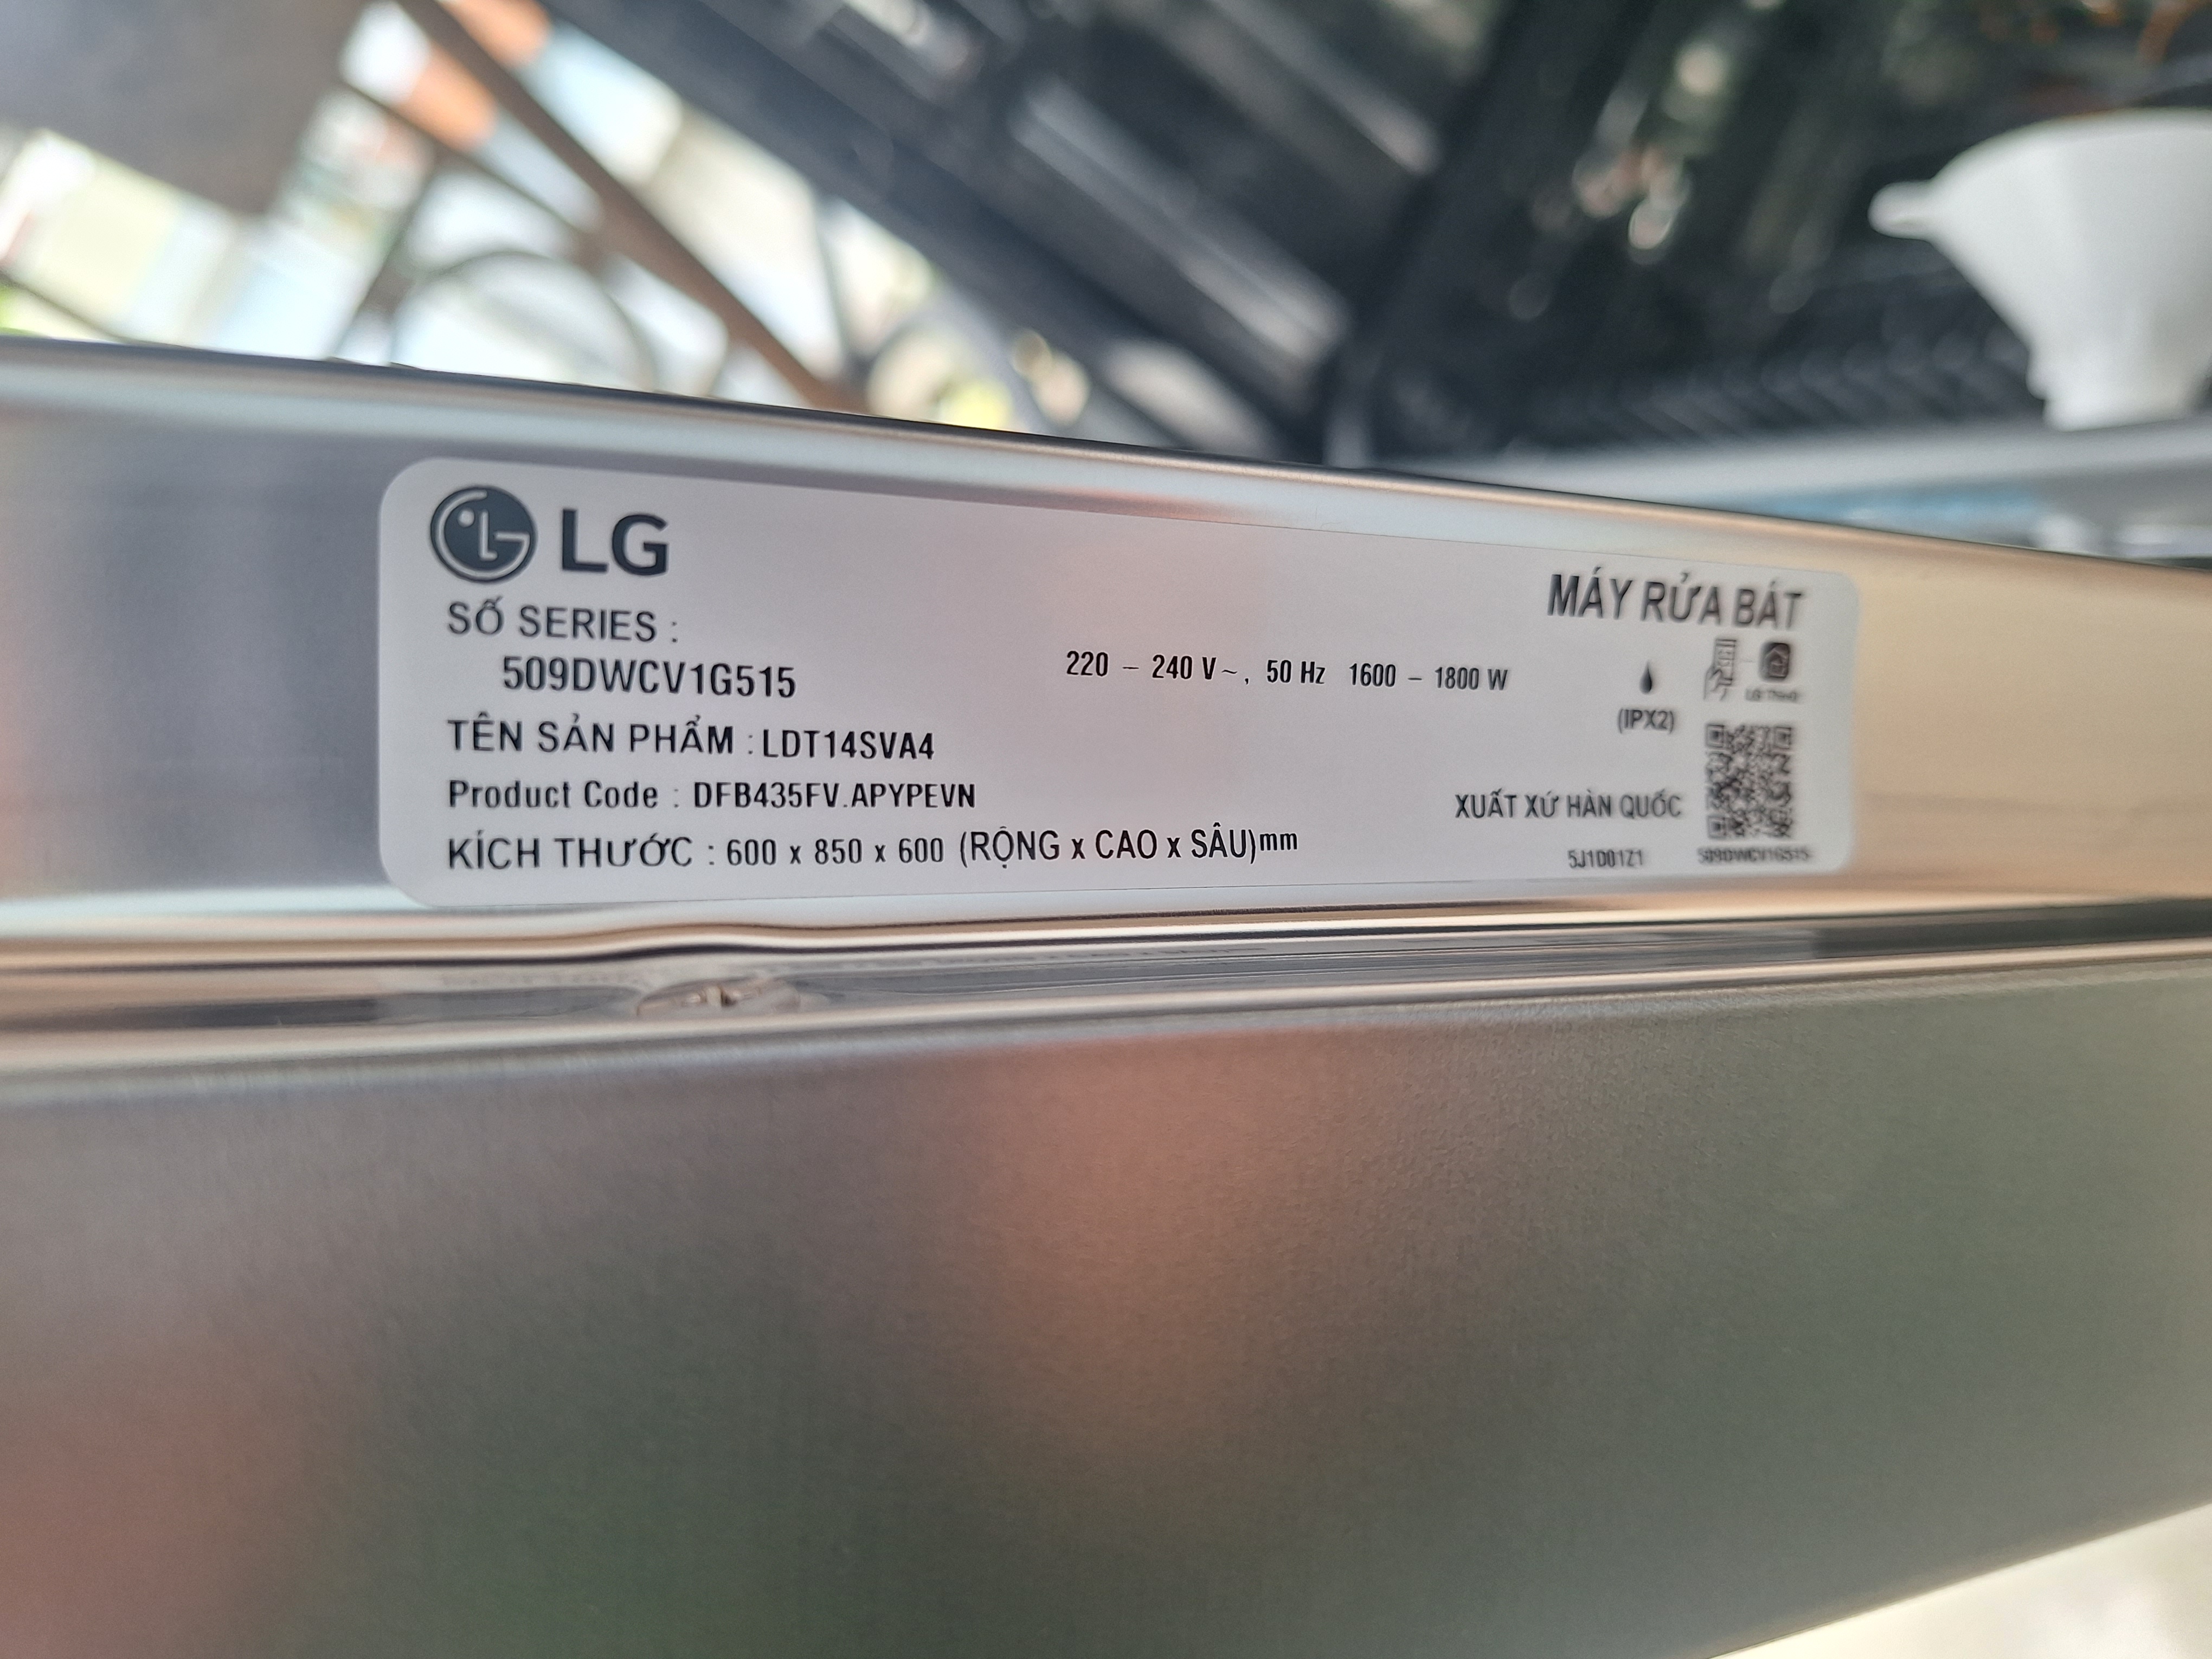 LG
MÁY RỬA BÁT
SỐ SERIES :
509DWCV1G515
220 – 240 V ~, 50 Hz 1600 – 1800 W
(IPX2)
TÊN SẢN PHẨM : LDT14SVA4
Product Code : DFB435FV.APYPEVN
XUẤT XỨ HÀN QUỐC
KÍCH THƯỚC : 600 x 850 x 600 (RỘNG x CAO x SÂU)mm
5J1D01Z1
509DWCV1G515